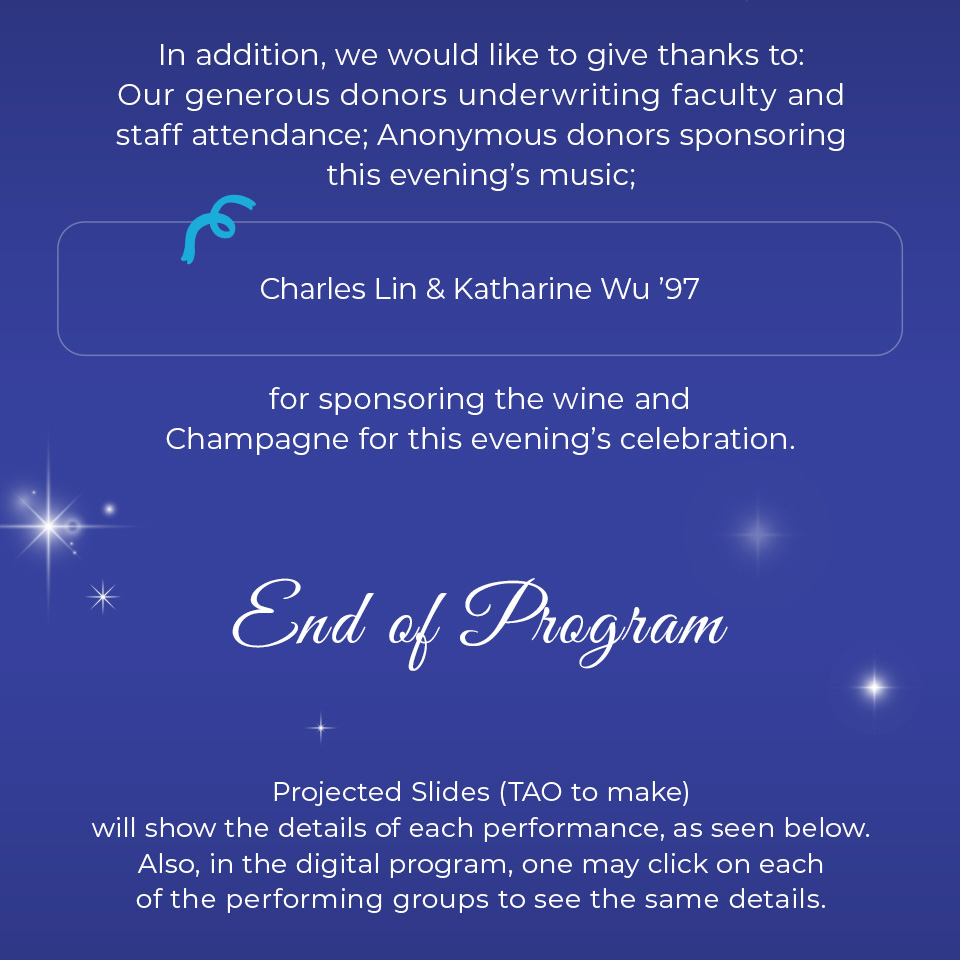 In addition, we would like to give thanks to:
Our generous donors underwriting faculty and
staff attendance; Anonymous donors sponsoring
this evening’s music;
Charles Lin & Katharine Wu ’97
for sponsoring the wine and
Champagne for this evening’s celebration.
End of Program
Projected Slides (TAO to make)
will show the details of each performance, as seen below.
Also, in the digital program, one may click on each
of the performing groups to see the same details.